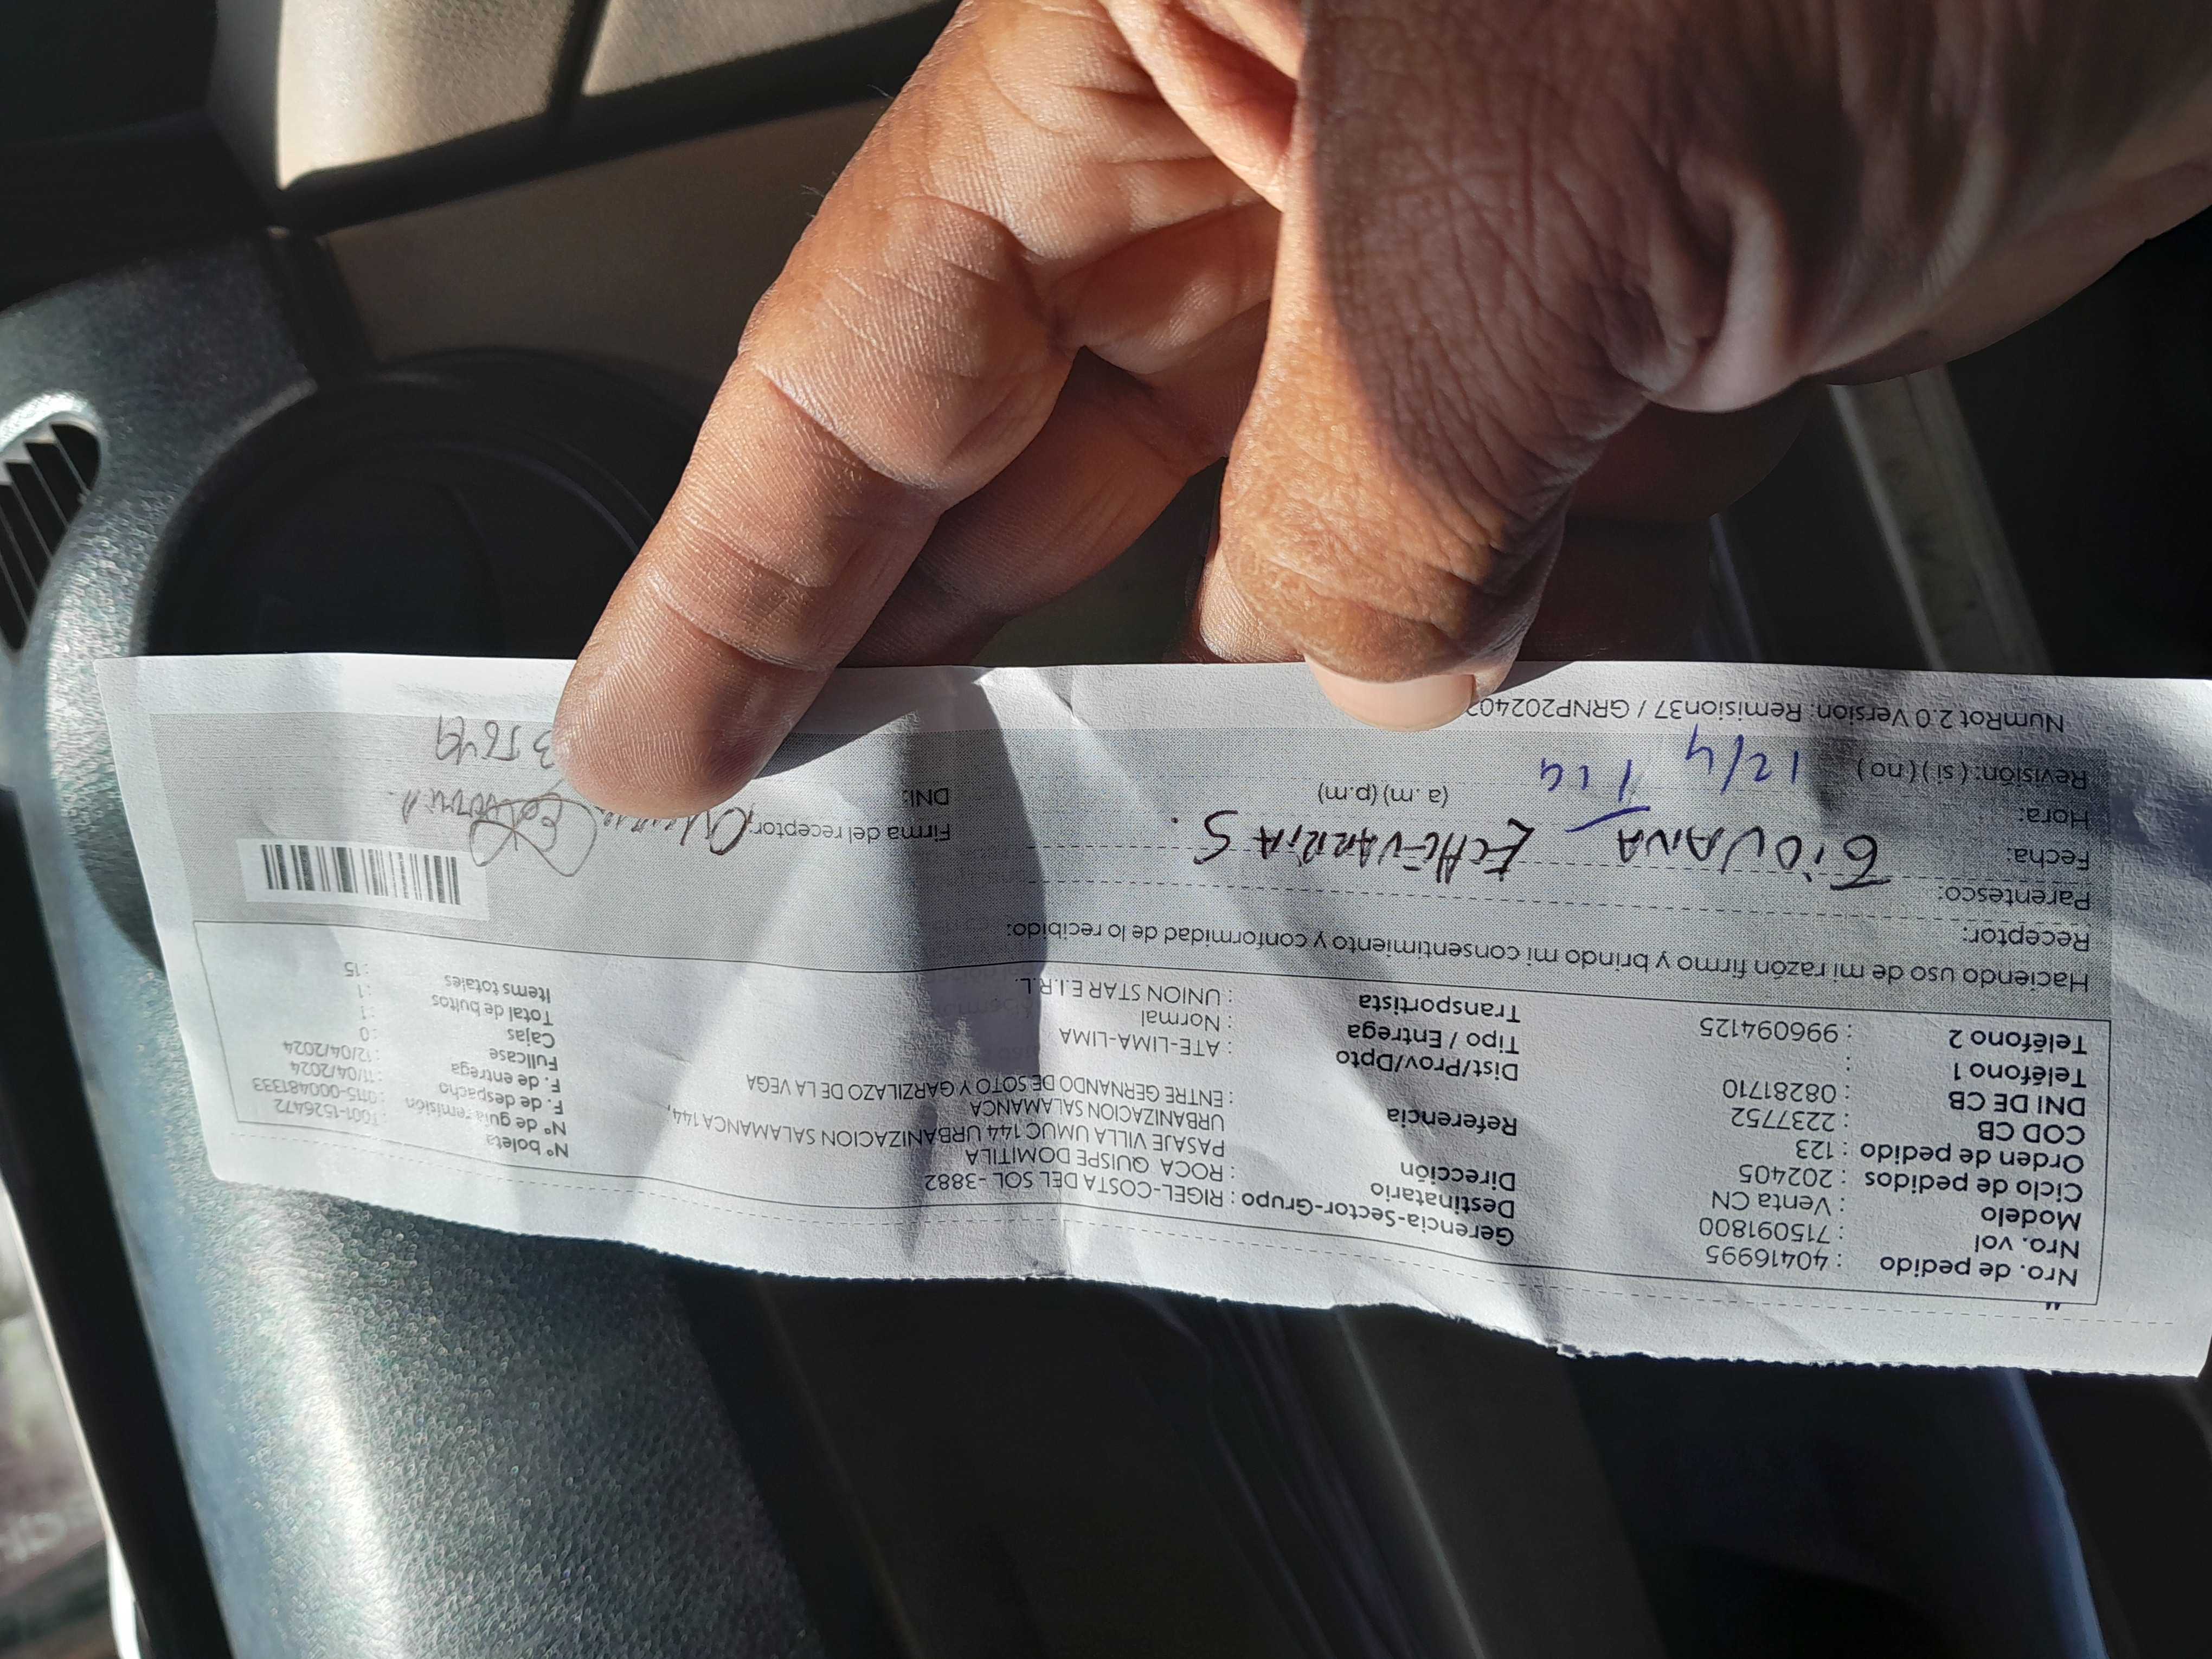 Nro. de pedido : 40416995
Nro. vol : 715091800
Modelo : Venta CN
Ciclo de pedidos : 202405
Orden de pedido : 123
COD CB : 2237752
DNI DE CB : 08281710
Teléfono 1 :
Teléfono 2 : 996094125
Gerencia-Sector-Grupo : RIGEL-COSTA DEL SOL -3882
Destinatario : ROCA QUISPE DOMITILA
Dirección PASAJE VILLA UMUC 144 URBANIZACION SALAMANCA 144,
URBANIZACION SALAMANCA
Referencia : ENTRE GERNANDO DE SOTO Y GARZILAZO DE LA VEGA
Dist/Prov/Dpto : ATE-LIMA-LIMA
Tipo / Entrega : Normal
Transportista : UNION STAR E.I.R.L.
Nº boleta : T001-1526472
Nº de guia remisión : 0115-000481333
F. de despacho : 11/04/2024
F. de entrega : 12/04/2024
Fullcase : 0
Cajas : 1
Total de bultos : 1
Items totales : 15
Haciendo uso de mi razón firmo y brindo mi consentimiento y conformidad de lo recibido:
Receptor:
Parentesco:
GiOVANA ECHEVARRIA S.
Fecha:
Hora: (a.m) (p.m)
Revisión: ( si ) ( no ) 12/4
Firma del receptor:
DNI:
NumRot 2.0 Version: Remision37 / GRNP20240